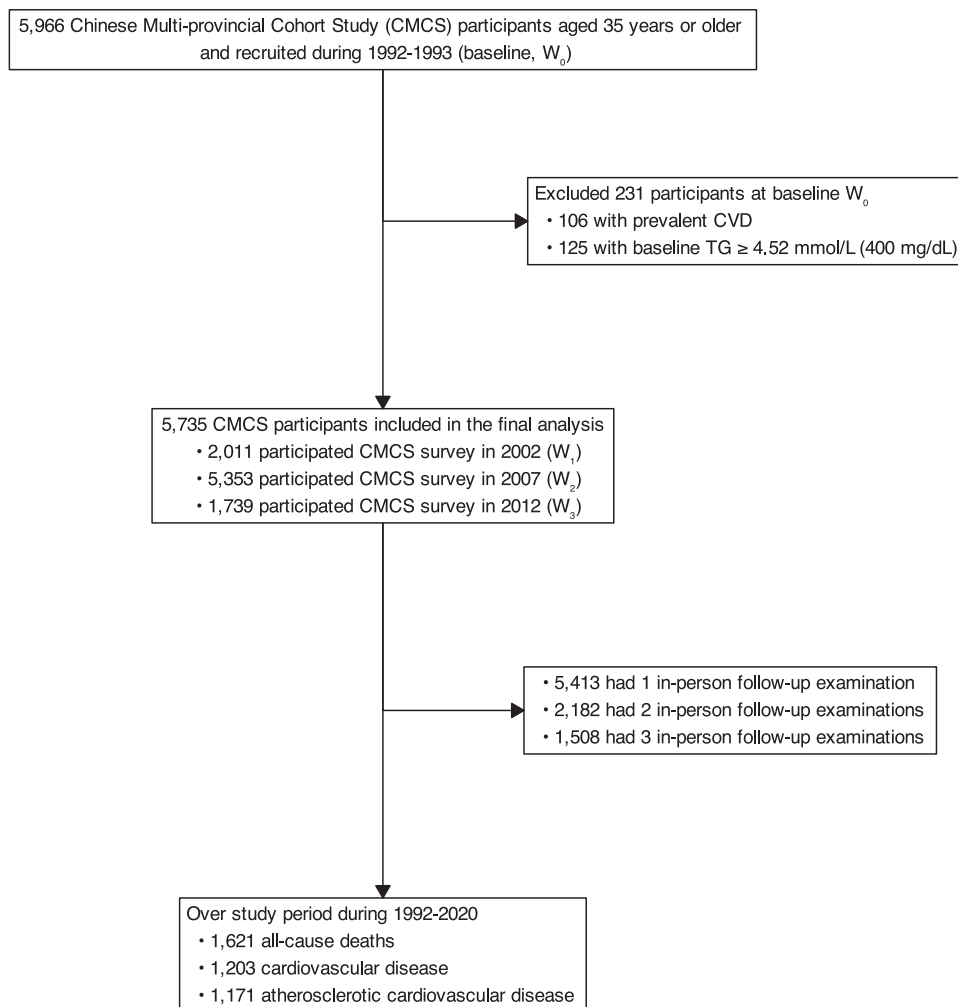 5,966 Chinese Multi-provincial Cohort Study (CMCS) participants aged 35 years or older
and recruited during 1992-1993 (baseline, W₀)
Excluded 231 participants at baseline W₀
• 106 with prevalent CVD
• 125 with baseline TG ≥ 4.52 mmol/L (400 mg/dL)
5,735 CMCS participants included in the final analysis
• 2,011 participated CMCS survey in 2002 (W₁)
• 5,353 participated CMCS survey in 2007 (W₂)
• 1,739 participated CMCS survey in 2012 (W₃)
• 5,413 had 1 in-person follow-up examination
• 2,182 had 2 in-person follow-up examinations
• 1,508 had 3 in-person follow-up examinations
Over study period during 1992-2020
• 1,621 all-cause deaths
• 1,203 cardiovascular disease
• 1,171 atherosclerotic cardiovascular disease